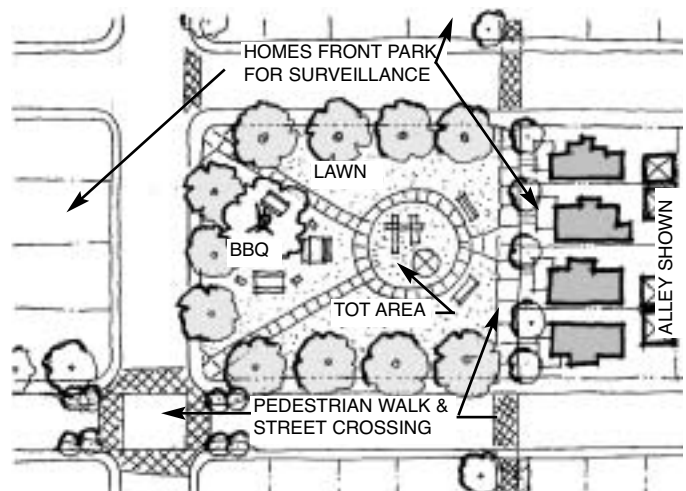 HOMES FRONT PARK
FOR SURVEILLANCE
LAWN
BBQ
TOT AREA
ALLEY SHOWN
PEDESTRIAN WALK &
STREET CROSSING